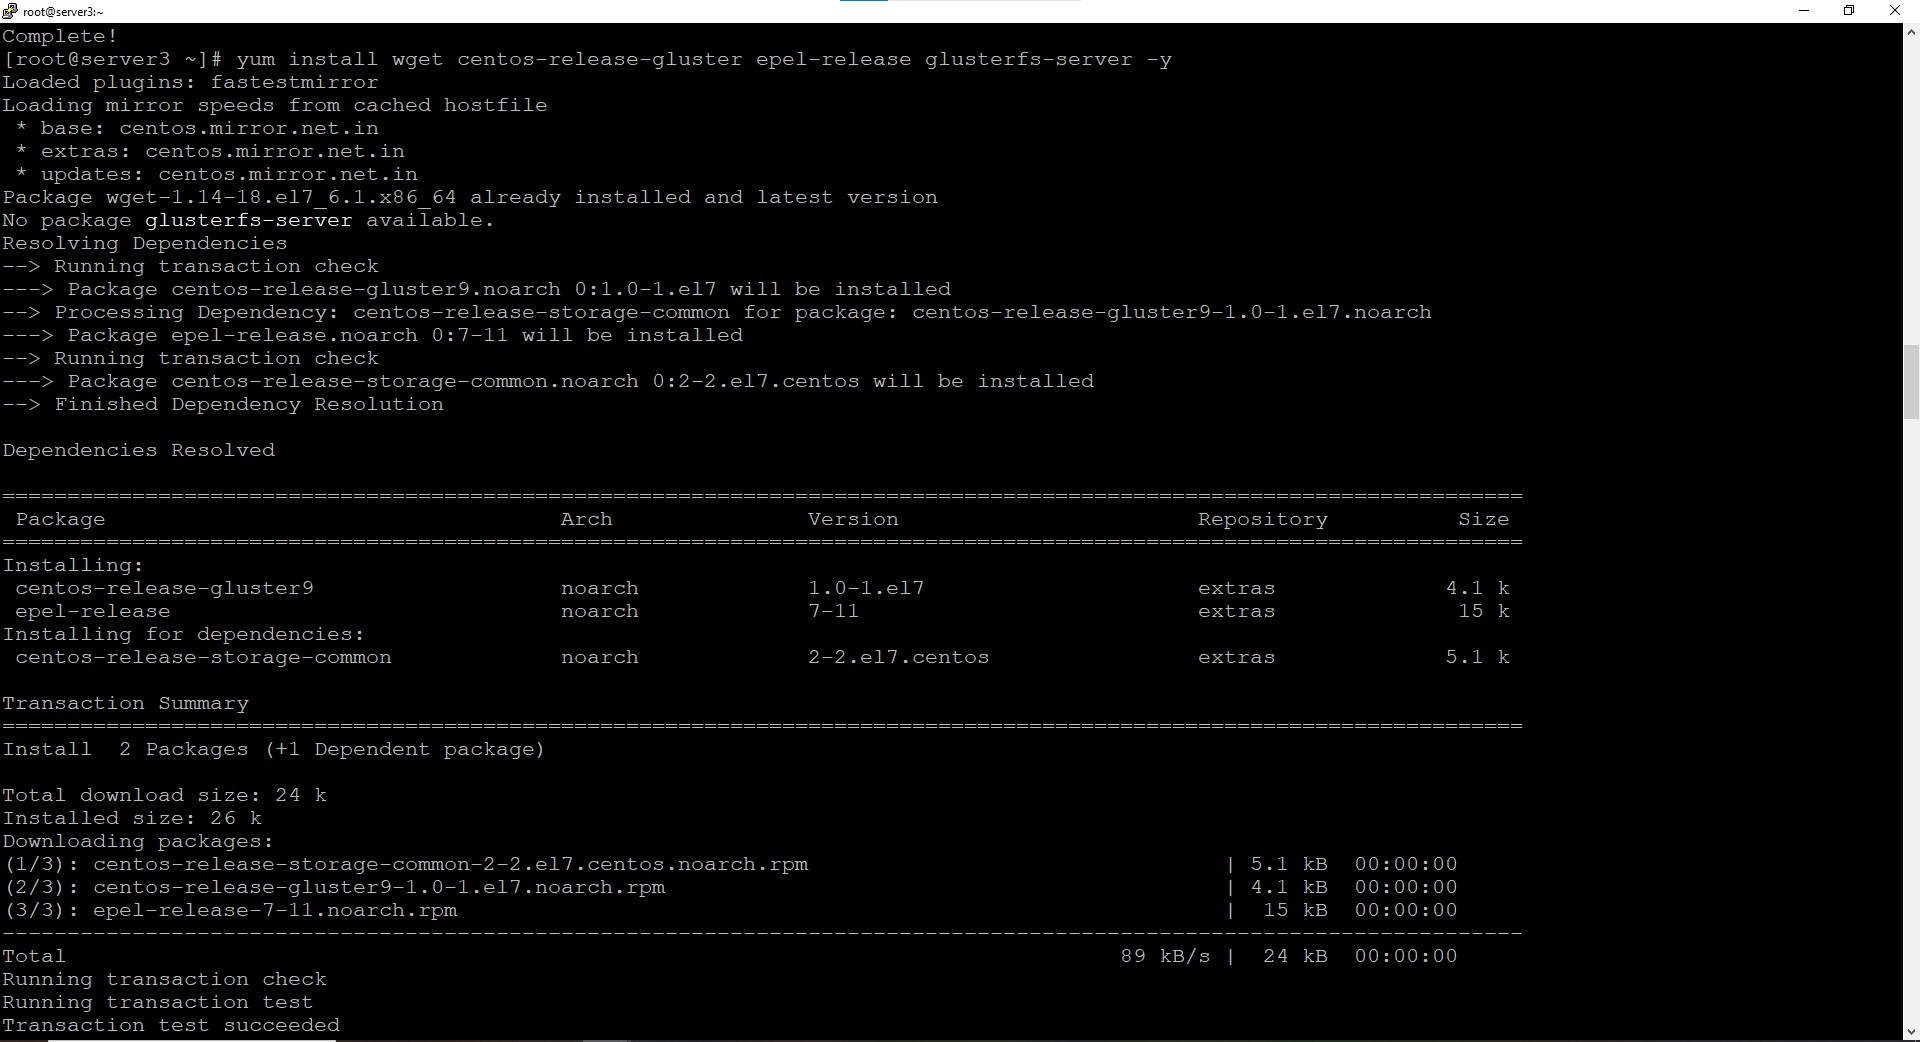 root@server3:~
Complete!
[root@server3 ~]# yum install wget centos-release-gluster epel-release glusterfs-server -y
Loaded plugins: fastestmirror
Loading mirror speeds from cached hostfile
 * base: centos.mirror.net.in
 * extras: centos.mirror.net.in
 * updates: centos.mirror.net.in
Package wget-1.14-18.el7_6.1.x86_64 already installed and latest version
No package glusterfs-server available.
Resolving Dependencies
--> Running transaction check
---> Package centos-release-gluster9.noarch 0:1.0-1.el7 will be installed
--> Processing Dependency: centos-release-storage-common for package: centos-release-gluster9-1.0-1.el7.noarch
---> Package epel-release.noarch 0:7-11 will be installed
--> Running transaction check
---> Package centos-release-storage-common.noarch 0:2-2.el7.centos will be installed
--> Finished Dependency Resolution
Dependencies Resolved
Package Arch Version Repository Size
Installing:
centos-release-gluster9 noarch 1.0-1.el7 extras 4.1 k
epel-release noarch 7-11 extras 15 k
Installing for dependencies:
centos-release-storage-common noarch 2-2.el7.centos extras 5.1 k
Transaction Summary
Install  2 Packages (+1 Dependent package)
Total download size: 24 k
Installed size: 26 k
Downloading packages:
(1/3): centos-release-storage-common-2-2.el7.centos.noarch.rpm | 5.1 kB  00:00:00
(2/3): centos-release-gluster9-1.0-1.el7.noarch.rpm | 4.1 kB  00:00:00
(3/3): epel-release-7-11.noarch.rpm |  15 kB  00:00:00
Total 89 kB/s |  24 kB  00:00:00
Running transaction check
Running transaction test
Transaction test succeeded